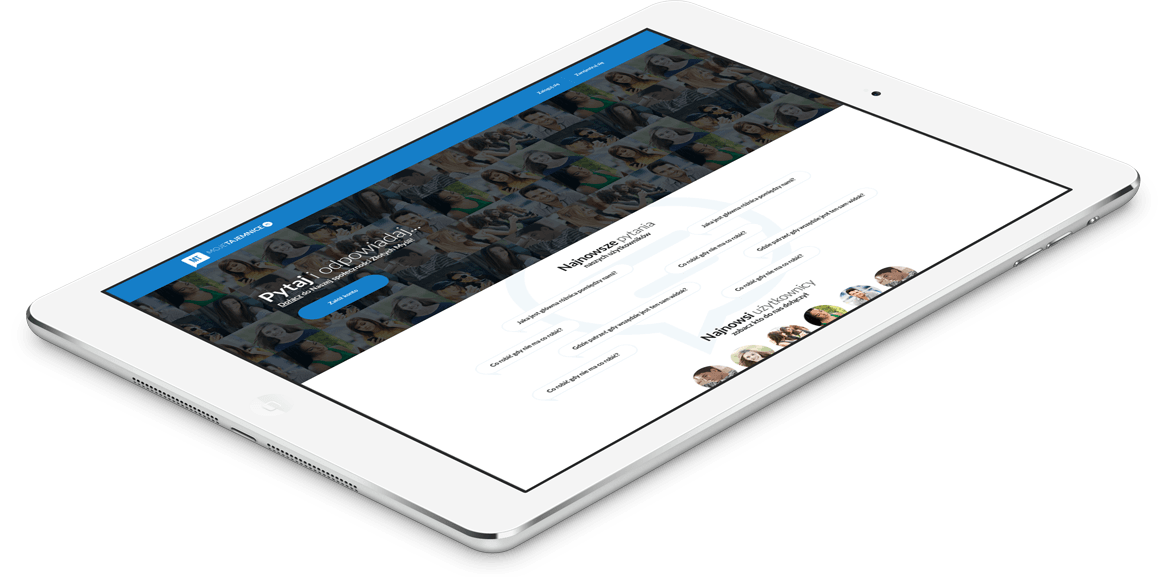 MT MOJE TAJEMNICE
Zaloguj się
Zarejestruj się
Pytaj i odpowiadaj...
Dołącz do Naszej społeczności Złotych Myśli!
Załóż konto
Najnowsze pytania
naszych użytkowników
Jaka jest główna różnica pomiędzy nami?
Jaka jest główna różnica pomiędzy nami?
Co robić gdy nie ma co robić?
Co robić gdy nie ma co robić?
Gdzie patrzeć gdy wszędzie jest ten sam widok?
Gdzie patrzeć gdy wszędzie jest ten sam widok?
Co robić gdy nie ma co robić?
Co robić gdy nie ma co robić?
Najnowsi użytkownicy
zobacz kto do nas dołączył